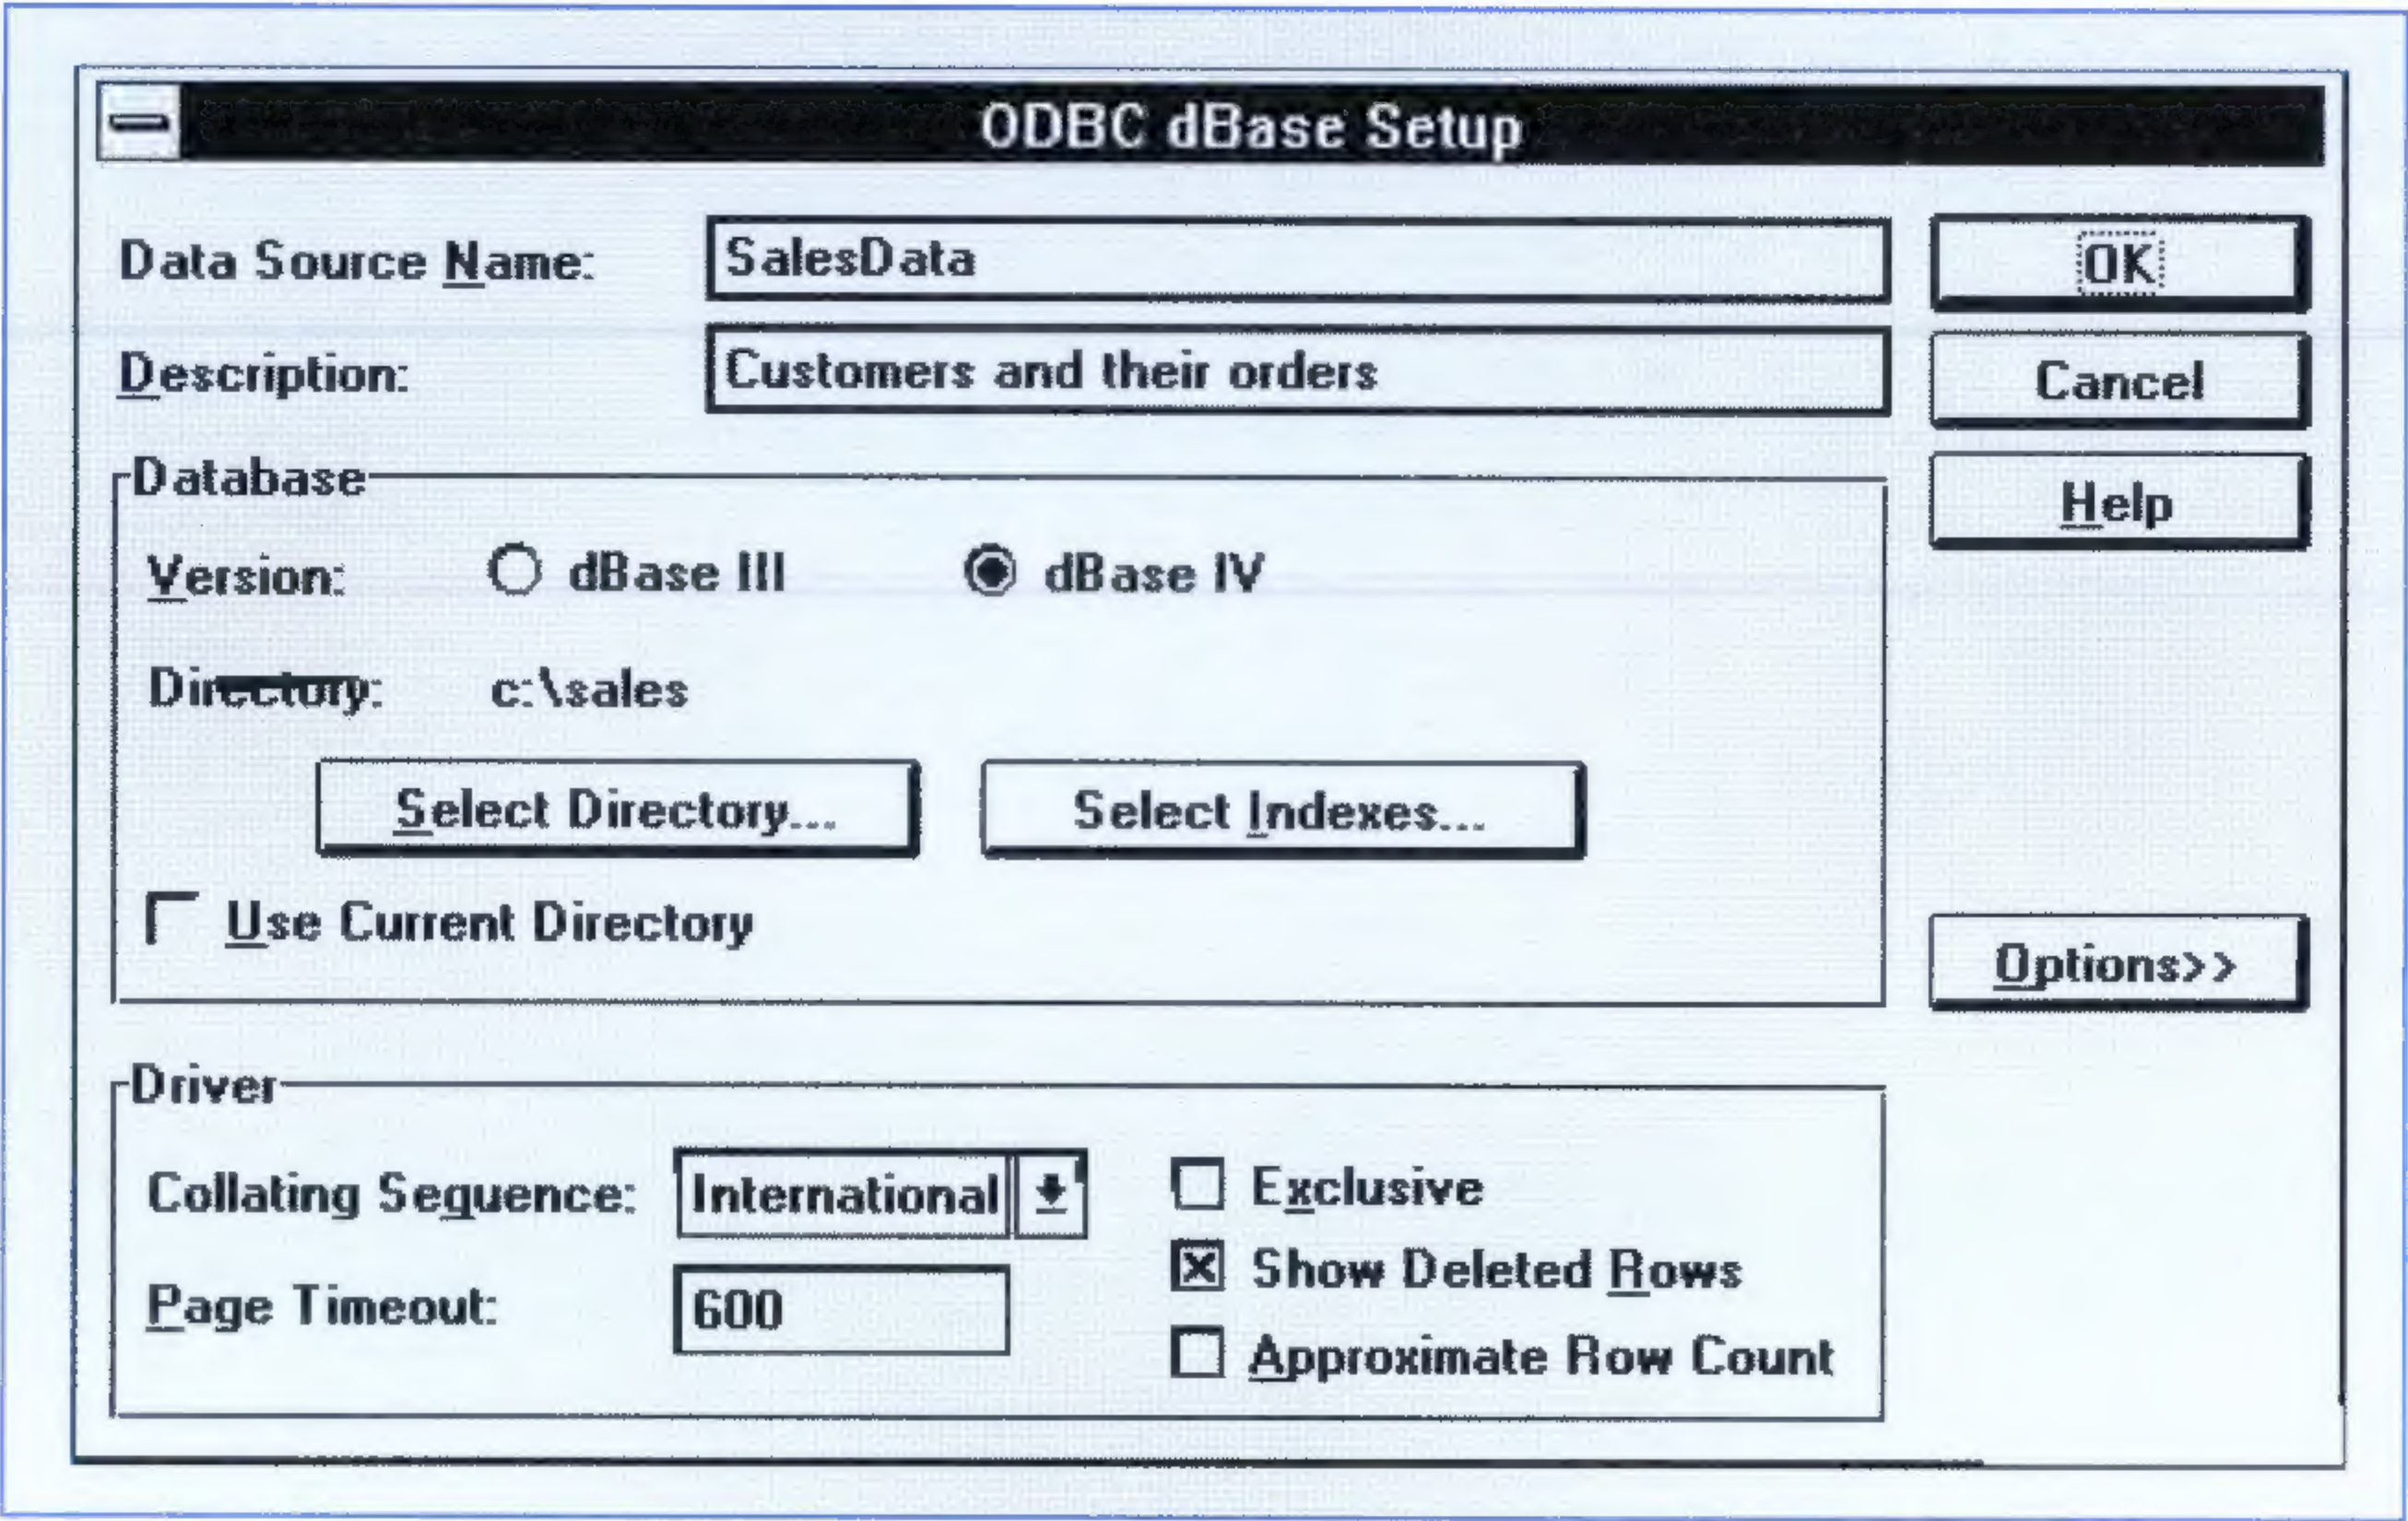 ODBC dBase Setup
Data Source Name: SalesData
OK
Description: Customers and their orders
Cancel
Database
Help
Version: dBase III dBase IV
Directory: c:\sales
Select Directory... Select Indexes...
Use Current Directory
Options>>
Driver
Collating Sequence: International
Exclusive
Show Deleted Rows
Page Timeout: 600
Approximate Row Count